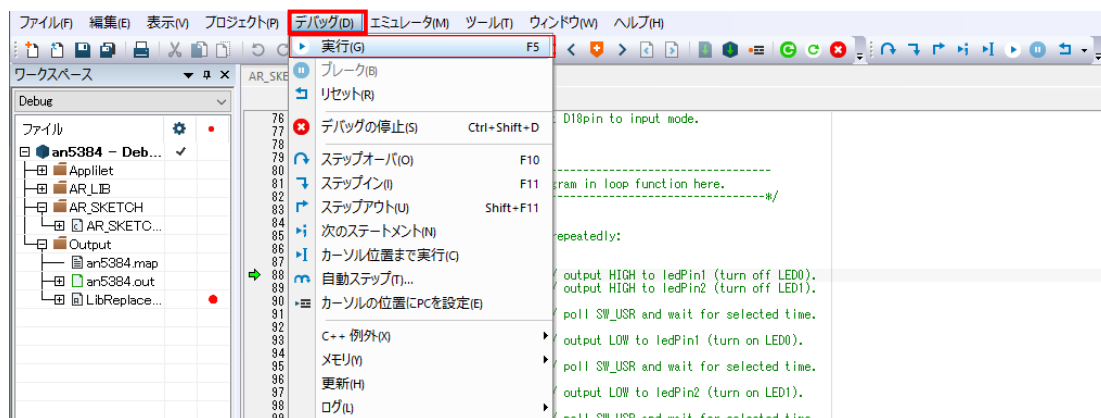 ファイル(F) 編集(E) 表示(V) プロジェクト(P) デバッグ(D) エミュレータ(M) ツール(T) ウィンドウ(W) ヘルプ(H)
ワークスペース
Debug
ファイル
an5384 – Deb...
Applilet
AR_LIB
AR_SKETCH
AR_SKETC...
Output
an5384.map
an5384.out
LibReplace...
AR_SKE
実行(G) F5
ブレーク(B)
リセット(R)
デバッグの停止(S) Ctrl+Shift+D
ステップオーバ(O) F10
ステップイン(I) F11
ステップアウト(U) Shift+F11
次のステートメント(N)
カーソル位置まで実行(C)
自動ステップ(T)...
カーソルの位置にPCを設定(E)
C++ 例外(X)
メモリ(Y)
更新(H)
ログ(L)
76 D18pin to input mode.
77
78
79
80 --------------------------------
81 gram in loop function here.
82 --------------------------------*/
83
84
85 repeatedly:
86
87
88 / output HIGH to ledPin1 (turn off LED0).
89 / output HIGH to ledPin2 (turn off LED1).
90
91 / poll SW_USR and wait for selected time.
92
93 / output LOW to ledPin1 (turn on LED0).
94
95 / poll SW_USR and wait for selected time.
96
97 / output LOW to ledPin2 (turn on LED1).
98
99 / poll SW_USR and wait for selected time.